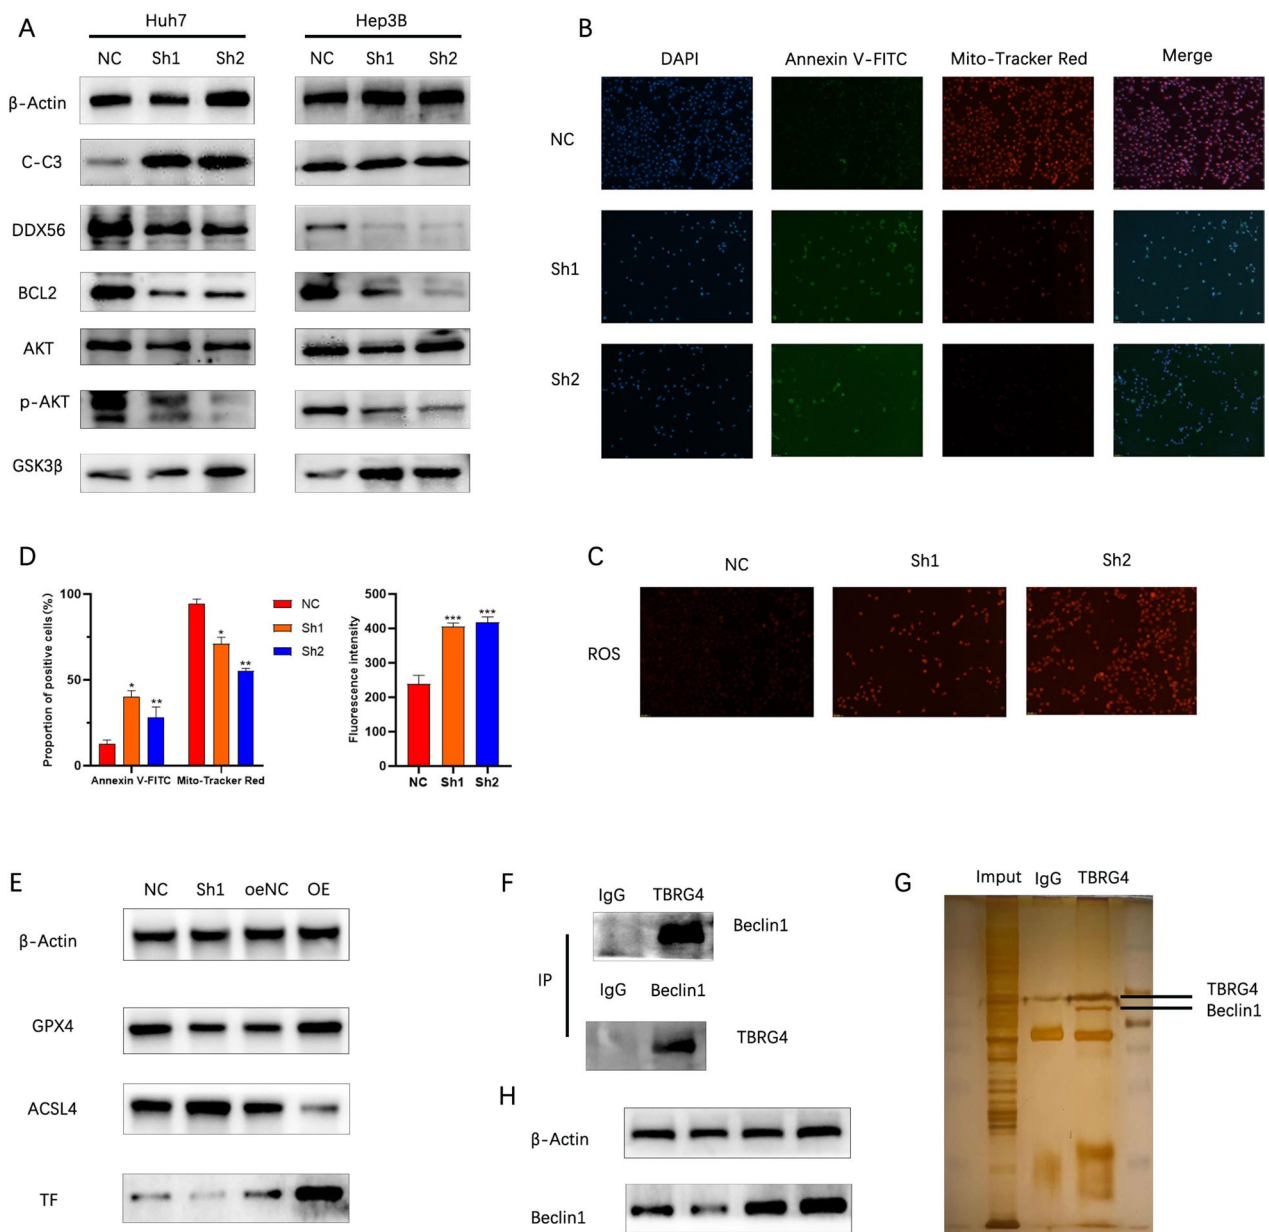 A
Huh7
Hep3B
NC Sh1 Sh2
NC Sh1 Sh2
β-Actin
C-C3
DDX56
BCL2
AKT
p-AKT
GSK3β
B
DAPI
Annexin V-FITC
Mito-Tracker Red
Merge
NC
Sh1
Sh2
D
Proportion of positive cells(%)
100
50
0
* ** * **
Annexin V-FITC Mito-Tracker Red
NC
Sh1
Sh2
Fluorescence intensity
500
400
300
200
100
0
*** ***
NC Sh1 Sh2
C
NC Sh1 Sh2
ROS
E
NC Sh1 oeNC OE
β-Actin
GPX4
ACSL4
TF
F
IgG TBRG4
Beclin1
IP
IgG Beclin1
TBRG4
G
Imput IgG TBRG4
TBRG4
Beclin1
H
β-Actin
Beclin1